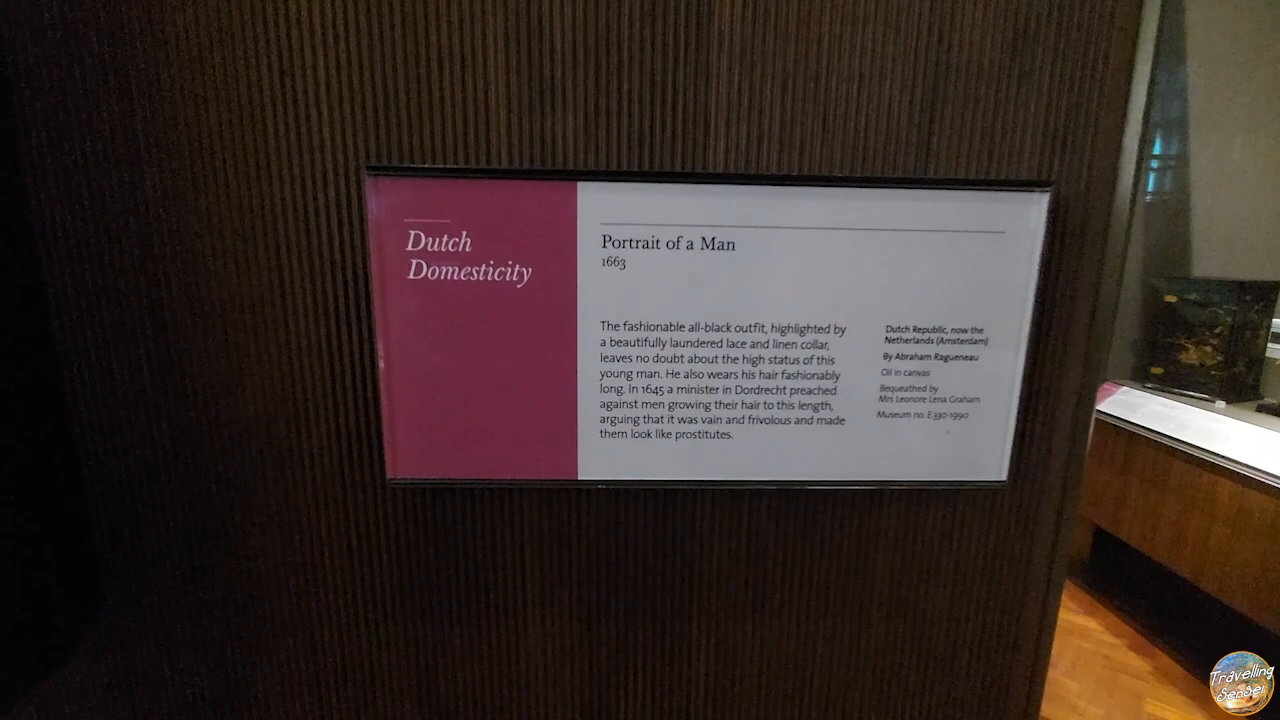 Dutch
Domesticity
Portrait of a Man
1663
The fashionable all-black outfit, highlighted by
a beautifully laundered lace and linen collar,
leaves no doubt about the high status of this
young man. He also wears his hair fashionably
long. In 1645 a minister in Dordrecht preached
against men growing their hair to this length,
arguing that it was vain and frivolous and made
them look like prostitutes.
Dutch Republic, now the
Netherlands (Amsterdam)
By Abraham Ragueneau
Oil in canvas
Bequeathed by
Mrs Leonore Lena Graham
Museum no. E.330-1990
Travelling
Sensei